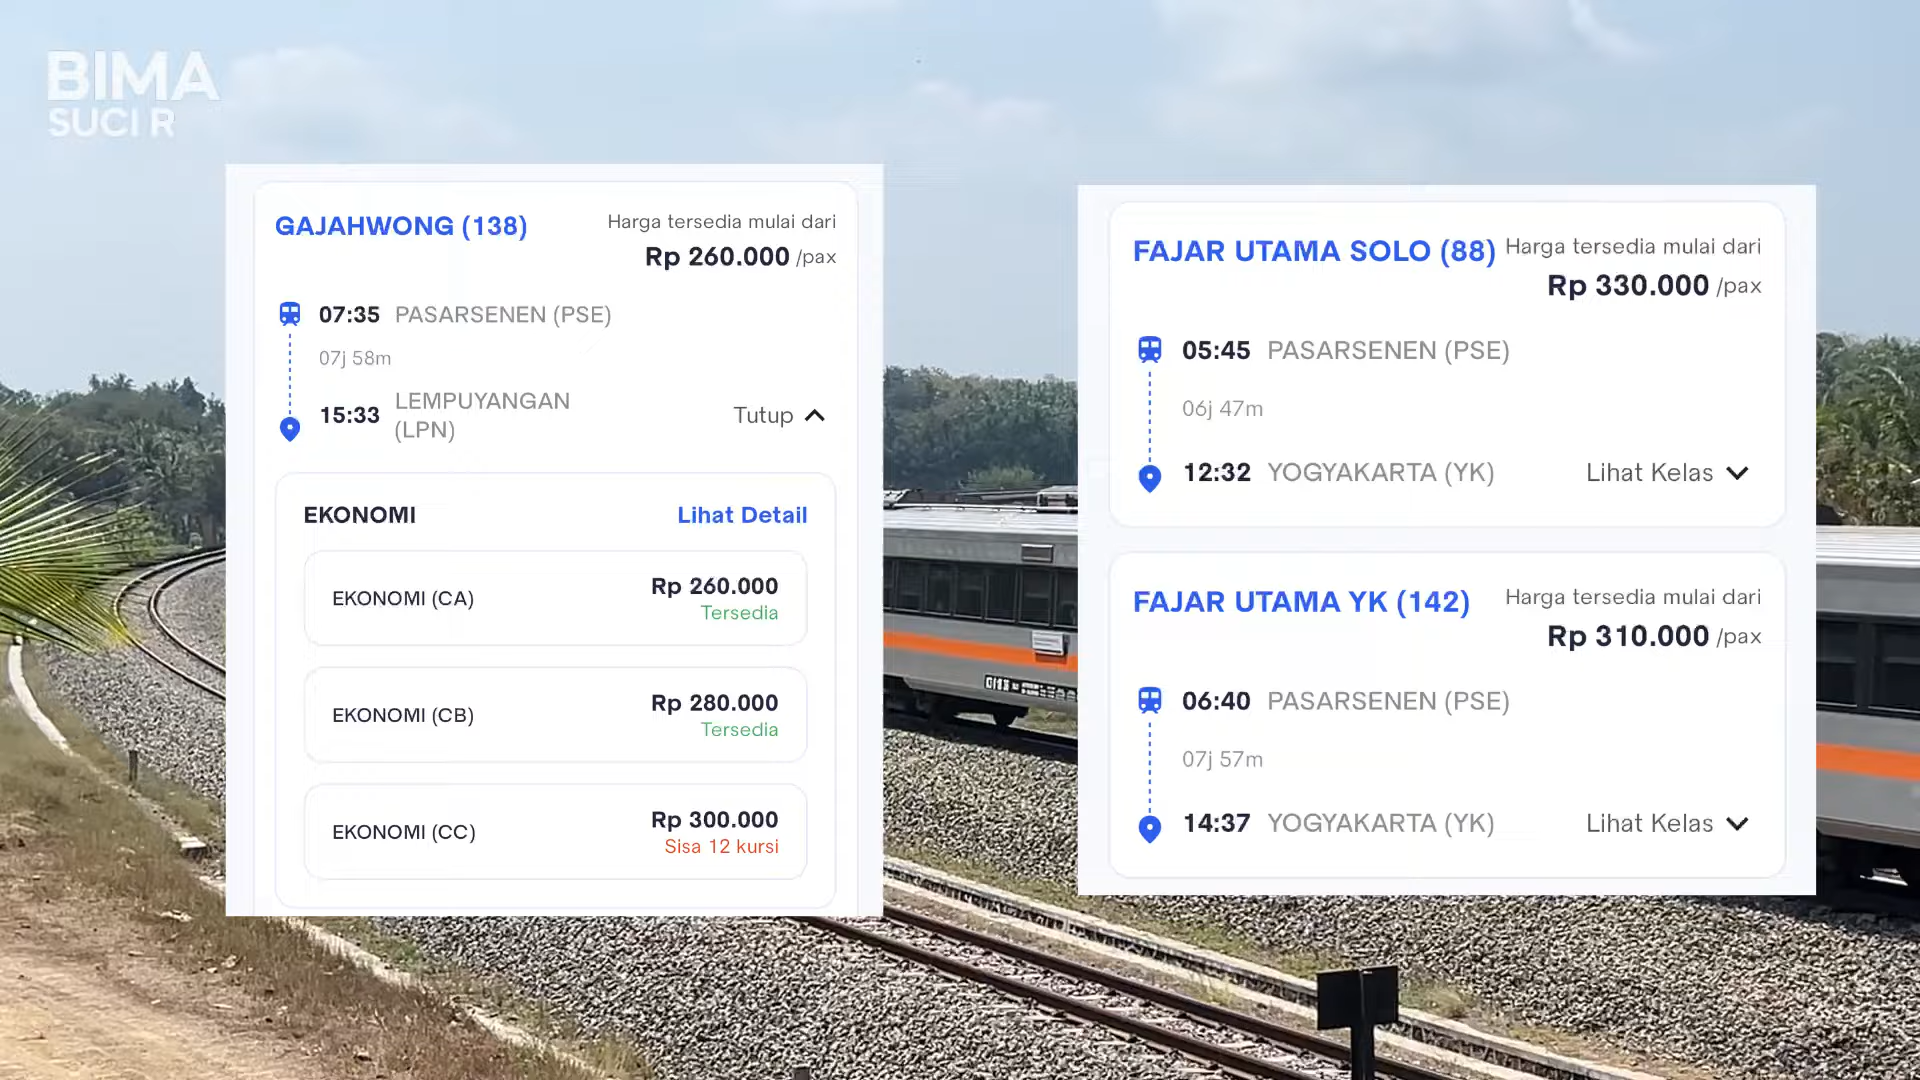 BIMA
SUCI R
GAJAHWONG (138)
Harga tersedia mulai dari
Rp 260.000 /pax
07:35 PASARSENEN (PSE)
07j 58m
15:33 LEMPUYANGAN
(LPN)
Tutup
EKONOMI
Lihat Detail
EKONOMI (CA)
Rp 260.000
Tersedia
EKONOMI (CB)
Rp 280.000
Tersedia
EKONOMI (CC)
Rp 300.000
Sisa 12 kursi
FAJAR UTAMA SOLO (88)
Harga tersedia mulai dari
Rp 330.000 /pax
05:45 PASARSENEN (PSE)
06j 47m
12:32 YOGYAKARTA (YK)
Lihat Kelas
FAJAR UTAMA YK (142)
Harga tersedia mulai dari
Rp 310.000 /pax
06:40 PASARSENEN (PSE)
07j 57m
14:37 YOGYAKARTA (YK)
Lihat Kelas